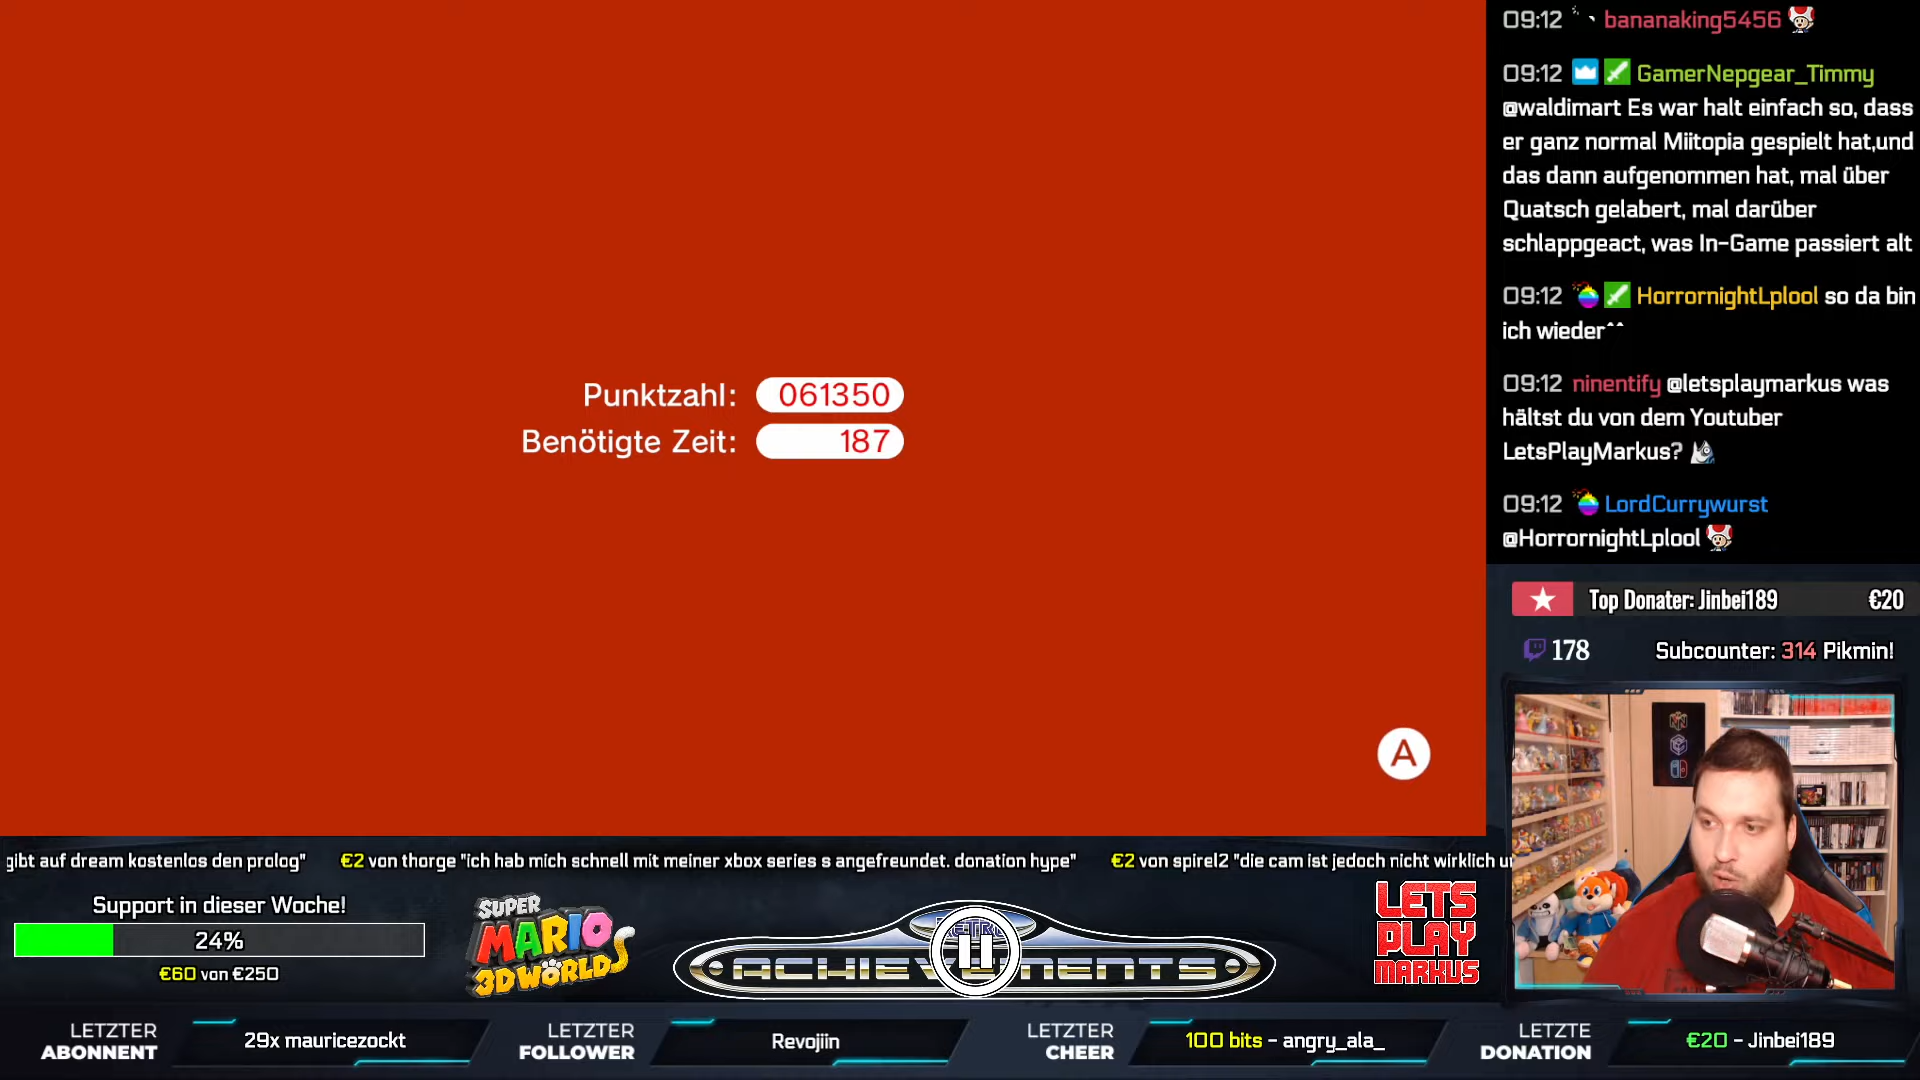 Punktzahl: 061350
Benötigte Zeit: 187
A
09:12 bananaking5456
09:12 GamerNepgear_Timmy
@waldimart Es war halt einfach so, dass
er ganz normal Miitopia gespielt hat,und
das dann aufgenommen hat, mal über
Quatsch gelabert, mal darüber
schlappgeact, was In-Game passiert alt
09:12 HorrornightLplool so da bin
ich wieder^^
09:12 ninentify @letsplaymarkus was
hältst du von dem Youtuber
LetsPlayMarkus?
09:12 LordCurrywurst
@HorrornightLplool
Top Donater: Jinbei189 €20
178 Subcounter: 314 Pikmin!
gibt auf dream kostenlos den prolog" €2 von thorge "ich hab mich schnell mit meiner xbox series s angefreundet. donation hype" €2 von spirel2 "die cam ist jedoch nicht wirklich
Support in dieser Woche!
24%
€60 von €250
SUPER
MARIO
3D WORLD
ACHIEVEMENTS
LETS
PLAY
MARKUS
LETZTER
ABONNENT
29x mauricezockt
LETZTER
FOLLOWER
Revojiin
LETZTER
CHEER
100 bits - angry_ala_
LETZTE
DONATION
€20 - Jinbei189